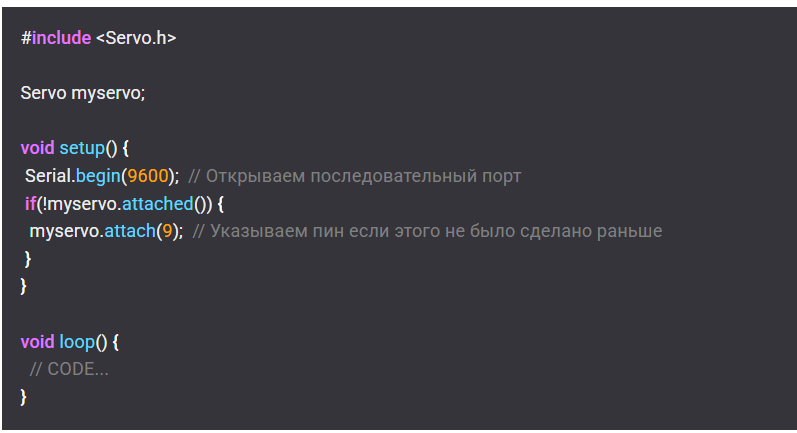 #include <Servo.h>
Servo myservo;
void setup() {
Serial.begin(9600); // Открываем последовательный порт
if(!myservo.attached()) {
myservo.attach(9); // Указываем пин если этого не было сделано раньше
}
}
void loop() {
// CODE...
}